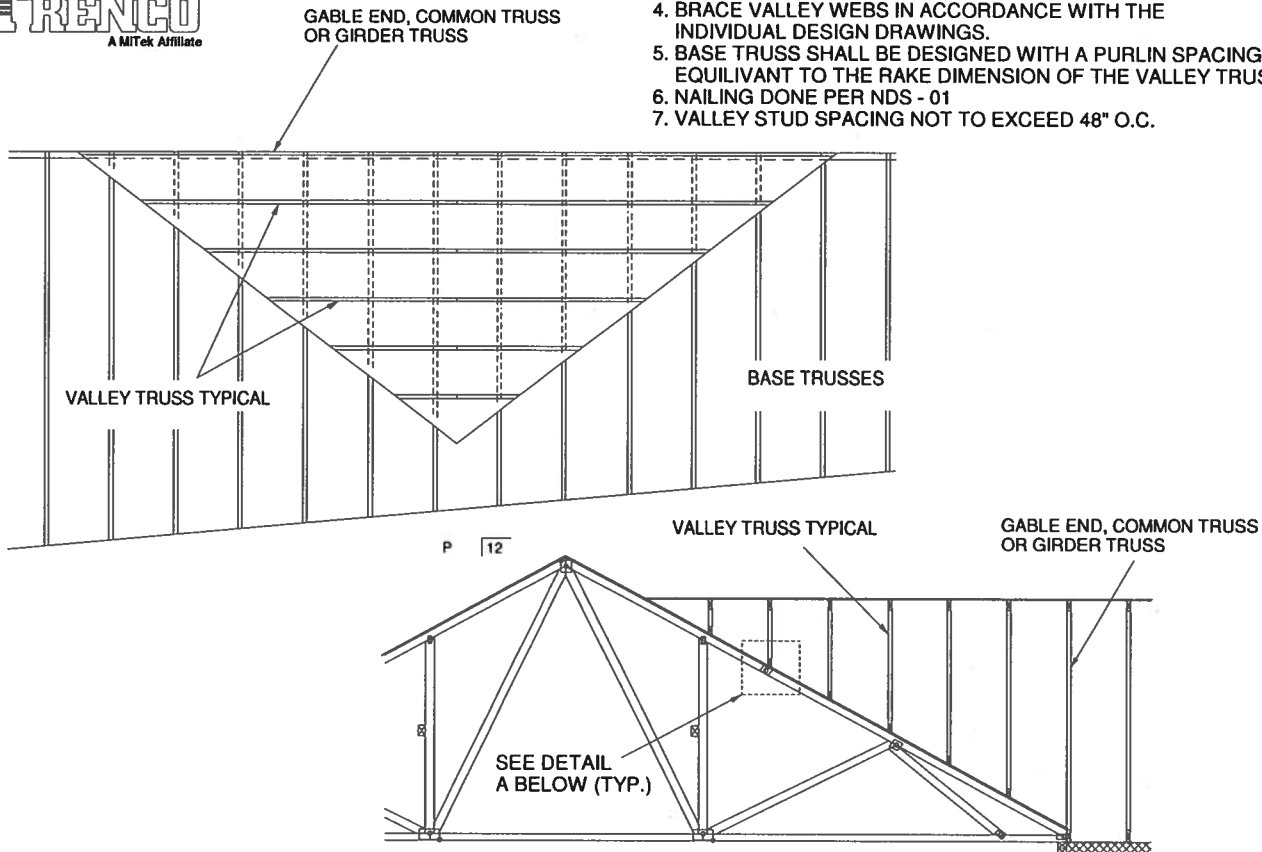 TRENCO
A MiTek Affiliate
GABLE END, COMMON TRUSS
OR GIRDER TRUSS
4. BRACE VALLEY WEBS IN ACCORDANCE WITH THE
INDIVIDUAL DESIGN DRAWINGS.
5. BASE TRUSS SHALL BE DESIGNED WITH A PURLIN SPACING
EQUILIVANT TO THE RAKE DIMENSION OF THE VALLEY
6. NAILING DONE PER NDS - 01
7. VALLEY STUD SPACING NOT TO EXCEED 48" O.C.
VALLEY TRUSS TYPICAL
BASE TRUSSES
P 12
VALLEY TRUSS TYPICAL
GABLE END, COMMON TRUSS
OR GIRDER TRUSS
SEE DETAIL
A BELOW (TYP.)